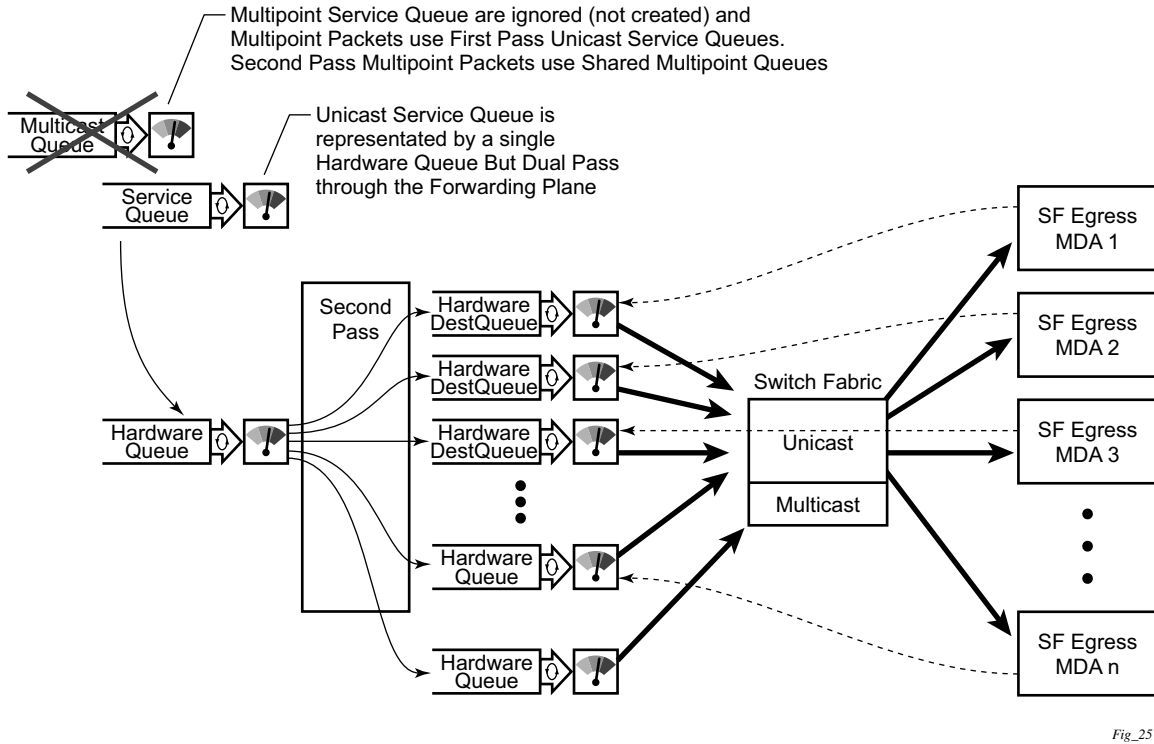 Multipoint Service Queue are ignored (not created) and
Multipoint Packets use First Pass Unicast Service Queues.
Second Pass Multipoint Packets use Shared Multipoint Queues
Multicast
Queue
Unicast Service Queue is
representated by a single
Hardware Queue But Dual Pass
through the Forwarding Plane
Service
Queue
SF Egress
MDA 1
Second
Pass
Hardware
DestQueue
SF Egress
MDA 2
Hardware
DestQueue
Switch Fabric
Hardware
Queue
Hardware
DestQueue
Unicast
SF Egress
MDA 3
Multicast
Hardware
Queue
SF Egress
MDA n
Hardware
Queue
Fig_25